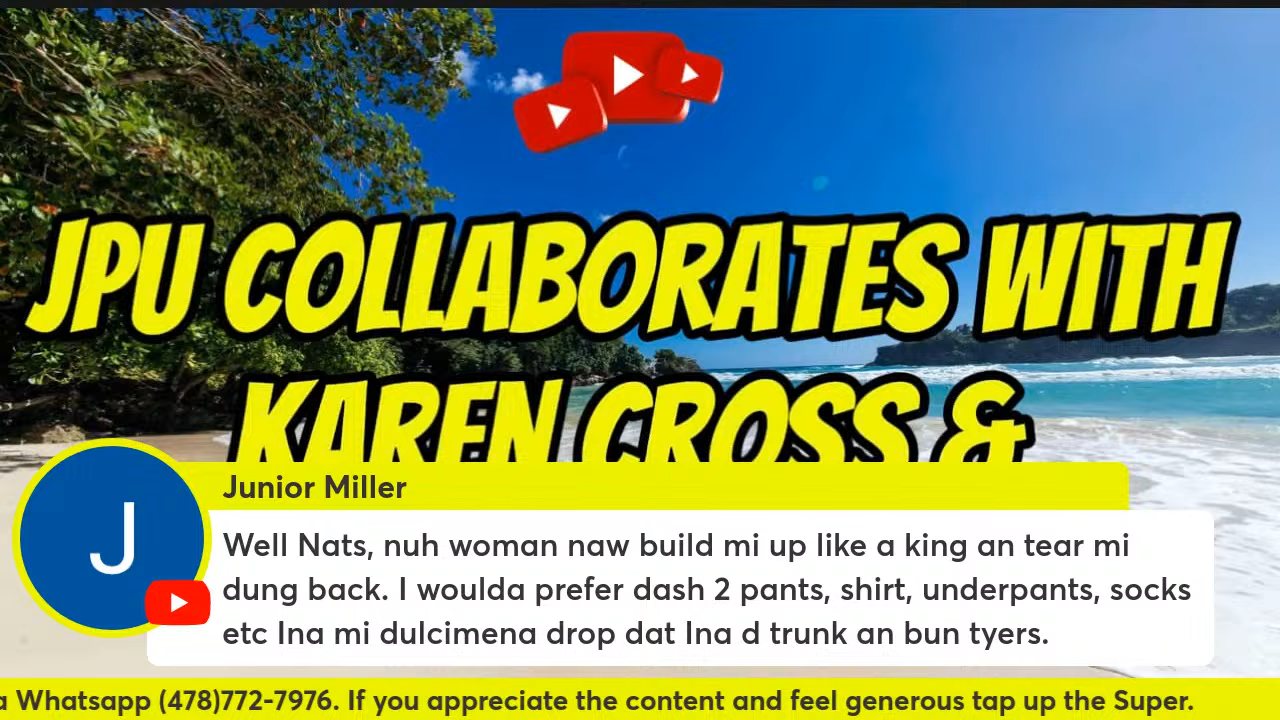 JPU COLLABORATES WITH
KAREN CROSS &
J
Junior Miller
Well Nats, nuh woman naw build mi up like a king an tear mi
dung back. I woulda prefer dash 2 pants, shirt, underpants, socks
etc Ina mi dulcimena drop dat Ina d trunk an bun tyers.
a Whatsapp (478)772-7976. If you appreciate the content and feel generous tap up the Super.